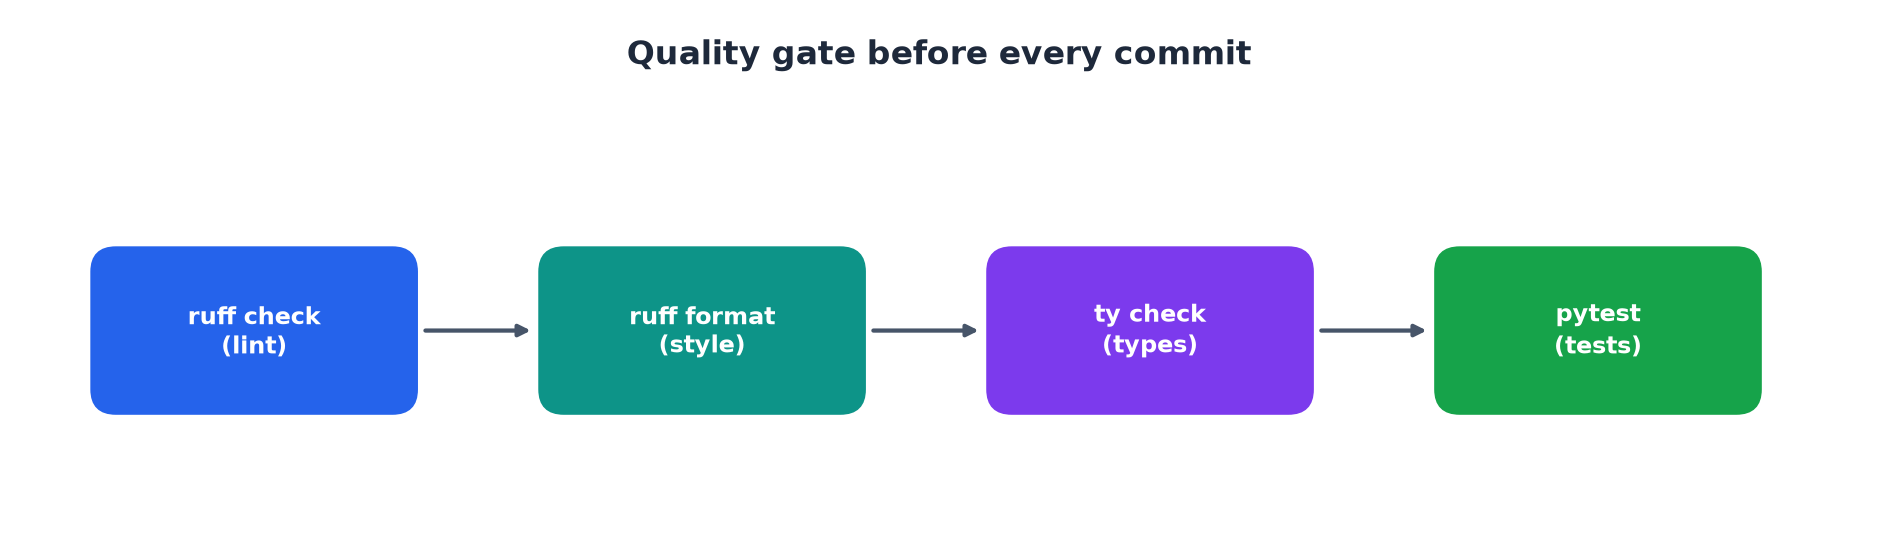 Quality gate before every commit
ruff check
(lint)
ruff format
(style)
ty check
(types)
pytest
(tests)